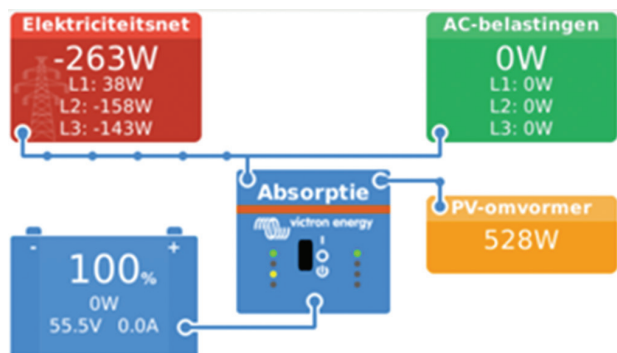 Elektriciteitsnet
-263W
L1: 38W
L2: -158W
L3: -143W
AC-belastingen
0W
L1: 0W
L2: 0W
L3: 0W
Absorptie
victron energy
I
PV-omvormer
528W
- +
100%
0W
55.5V 0.0A